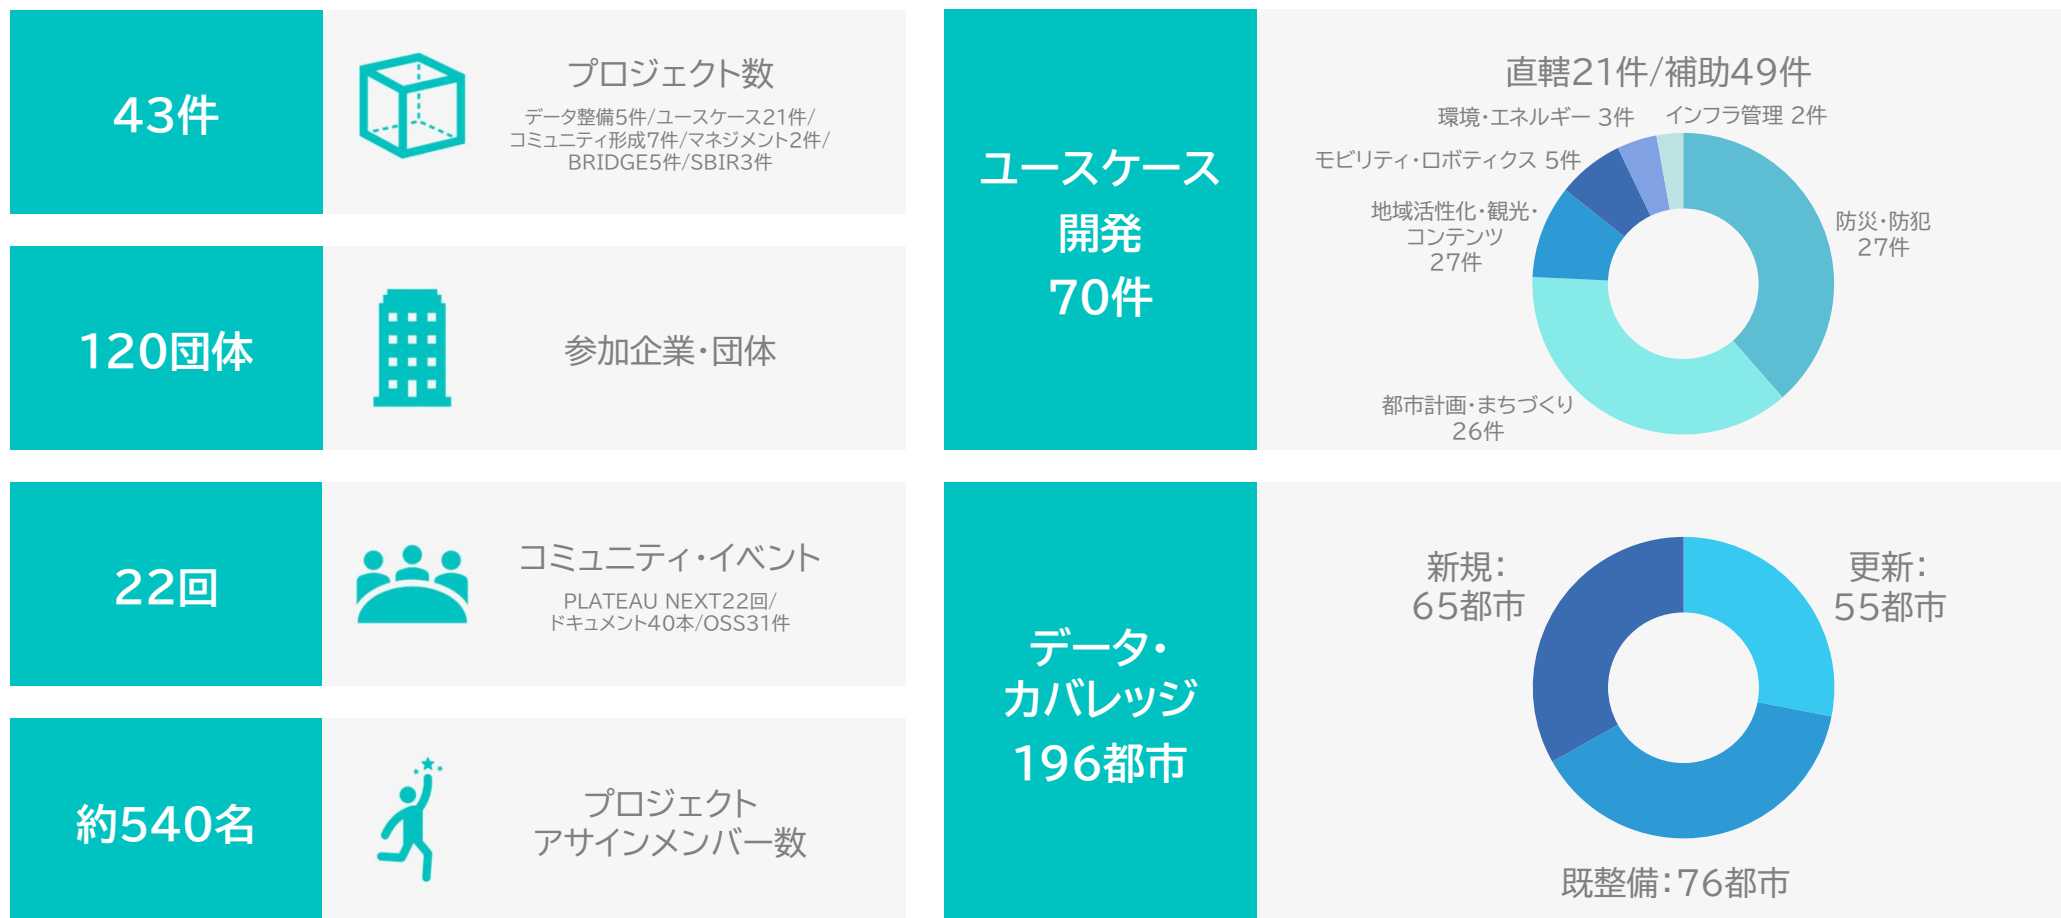 43件
プロジェクト数
データ整備5件/ユースケース21件/
コミュニティ形成7件/マネジメント2件/
BRIDGE5件/SBIR3件
120団体
参加企業・団体
22回
コミュニティ・イベント
PLATEAU NEXT22回/
ドキュメント40本/OSS31件
約540名
プロジェクト
アサインメンバー数
ユースケース
開発
70件
直轄21件/補助49件
環境・エネルギー 3件
インフラ管理 2件
モビリティ・ロボティクス 5件
地域活性化・観光・
コンテンツ
27件
防災・防犯
27件
都市計画・まちづくり
26件
データ・
カバレッジ
196都市
新規：
65都市
更新：
55都市
既整備：76都市